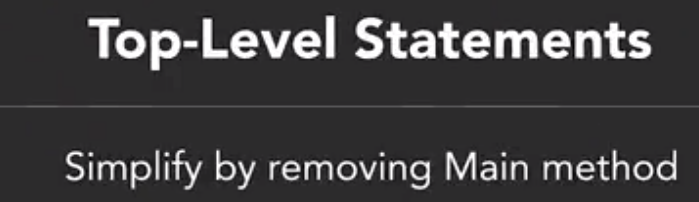 Top-Level Statements
Simplify by removing Main method